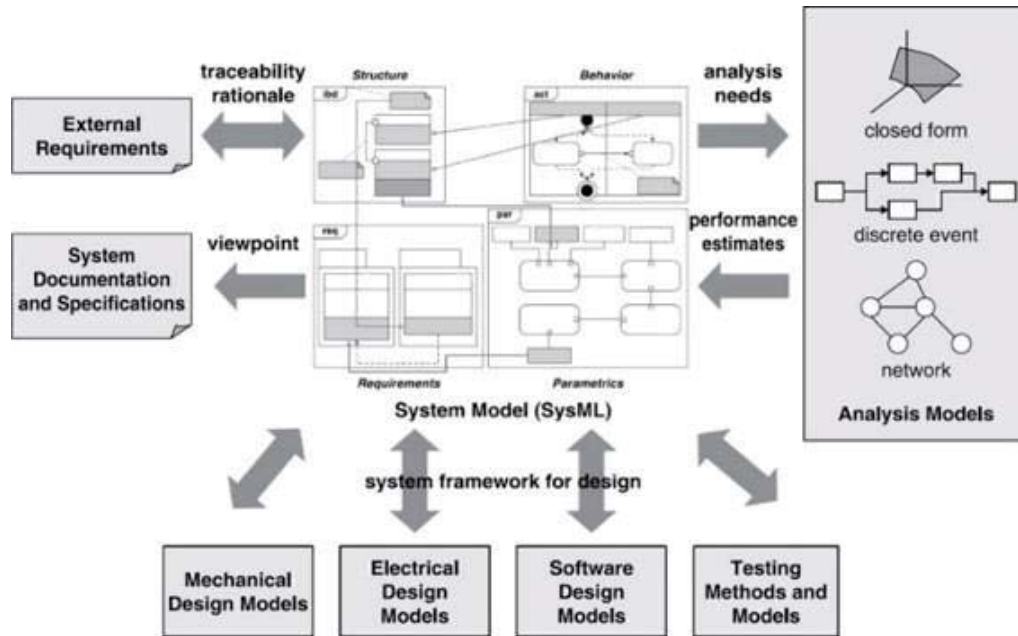 traceability
rationale
Structure
Behavior
analysis
needs
ibd
act
External
Requirements
closed form
System
Documentation
and Specifications
viewpoint
req
par
performance
estimates
discrete event
network
Requirements
Parametrics
System Model (SysML)
Analysis Models
system framework for design
Mechanical
Design Models
Electrical
Design
Models
Software
Design
Models
Testing
Methods and
Models